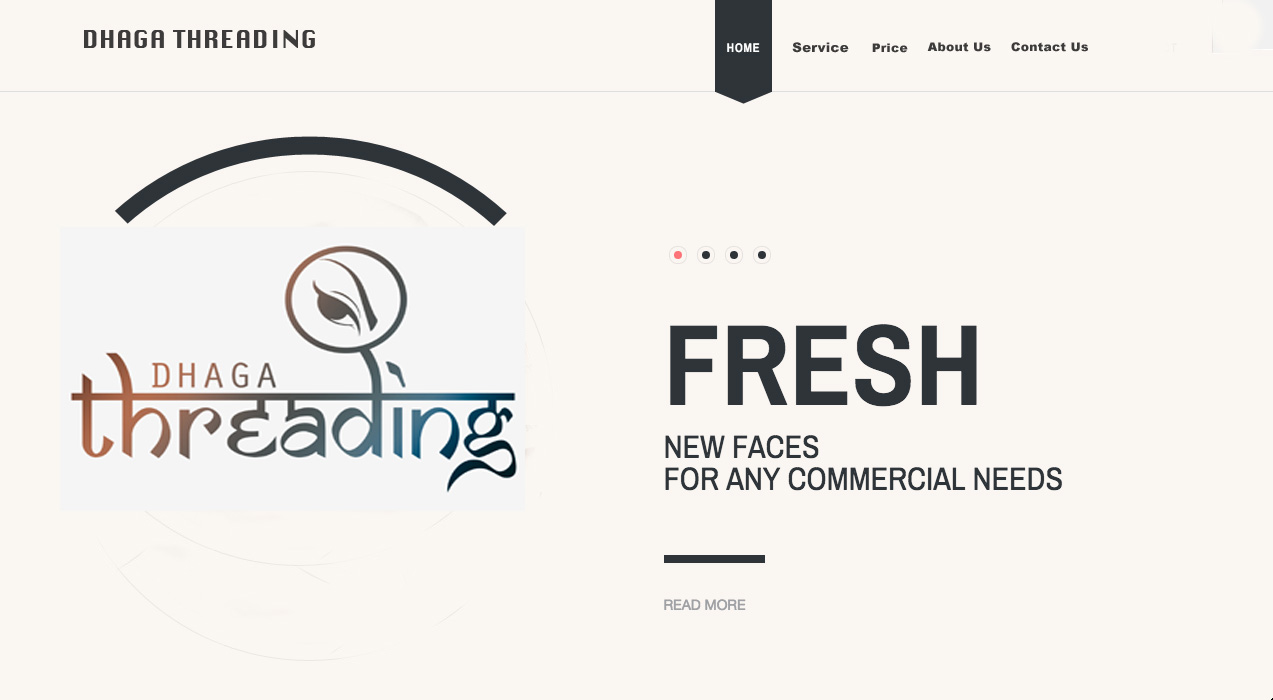 DHAGA THREADING
HOME Service Price About Us Contact Us
DHAGA
threading
FRESH
NEW FACES
FOR ANY COMMERCIAL NEEDS
READ MORE